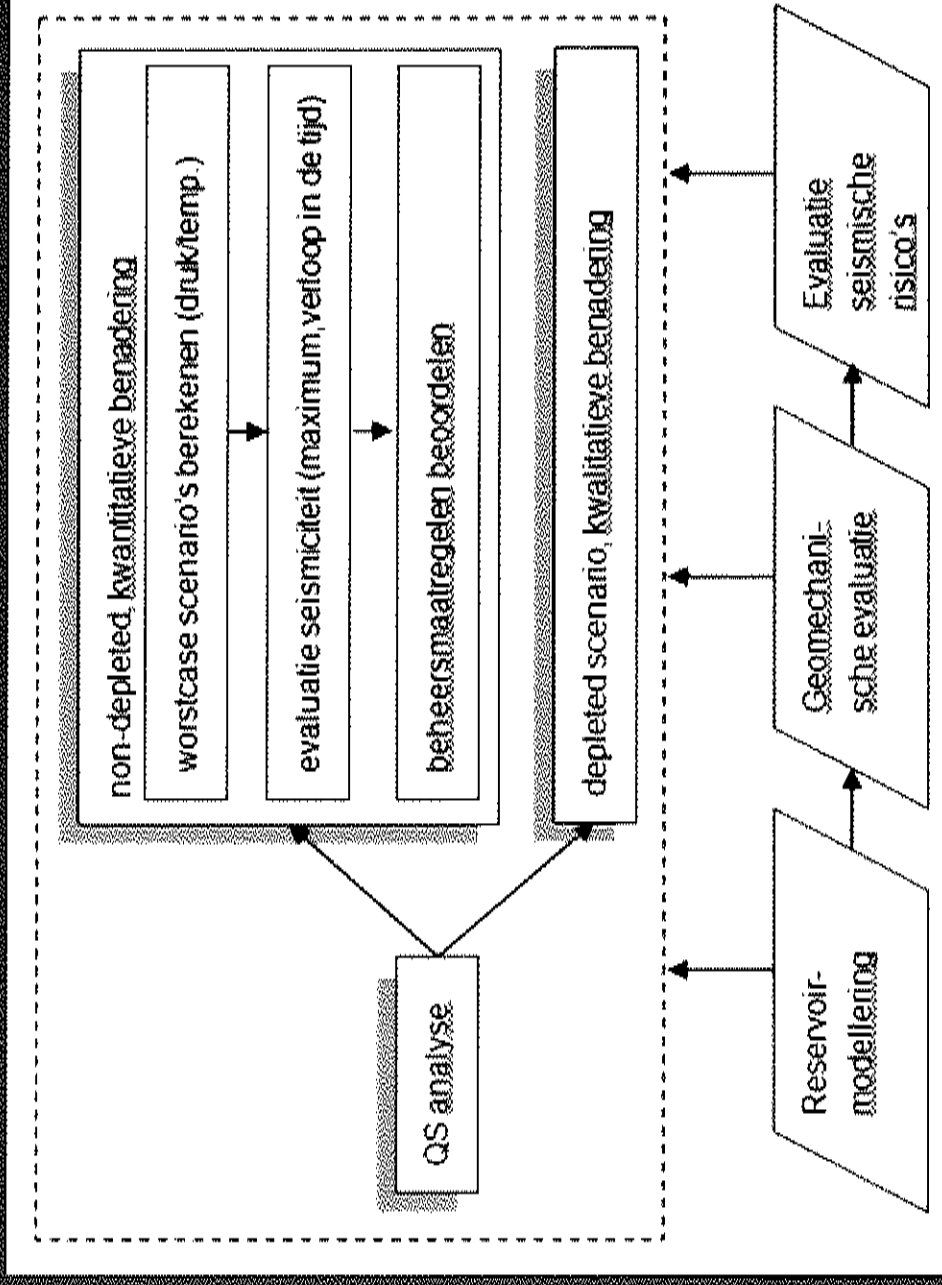 non-depleted, kwantitatieve benadering
worstcase scenario's berekenen (druk/temp.)
evaluatie seismiciteit (maximum,verloop in de tijd)
beheersmaatregelen beoordelen
QS analyse
depleted scenario, kwalitatieve benadering
Reservoir-
modellering
Geomechani-
sche evaluatie
Evaluatie
seismische
risico's